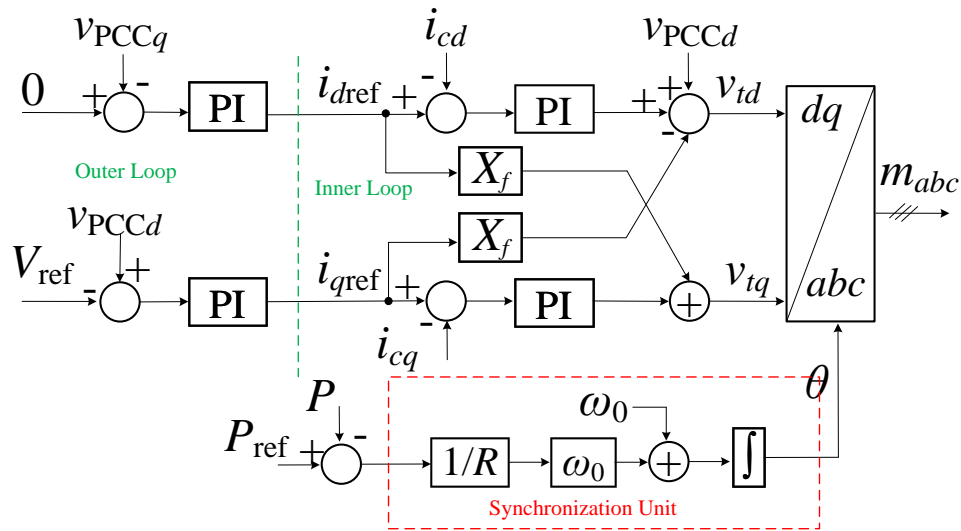 v_PCCq
i_cd
v_PCCd
0
+
-
PI
i_dref
+
-
PI
+
+
-
v_td
dq
Outer Loop
Inner Loop
X_f
m_abc
v_PCCd
X_f
V_ref
-
+
PI
i_qref
+
-
PI
+
v_tq
abc
i_cq
θ
P
ω_0
P_ref
+
-
1/R
ω_0
+
∫
Synchronization Unit